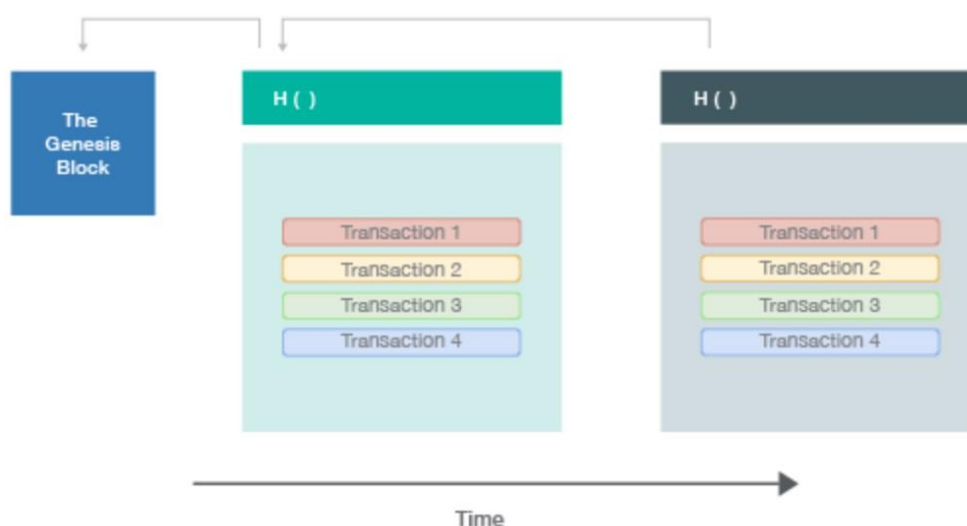 The
Genesis
Block
H ( )
Transaction 1
Transaction 2
Transaction 3
Transaction 4
H ( )
Transaction 1
Transaction 2
Transaction 3
Transaction 4
Time